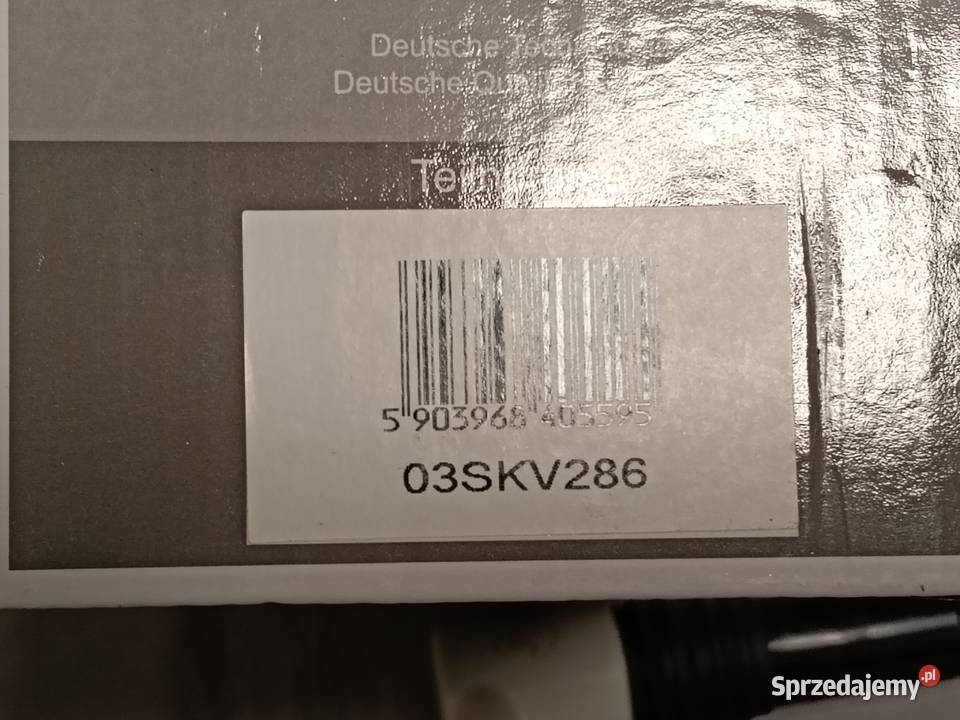 Deutsche
Deutsche
5 903968 405595
03SKV286
Sprzedajemy.pl